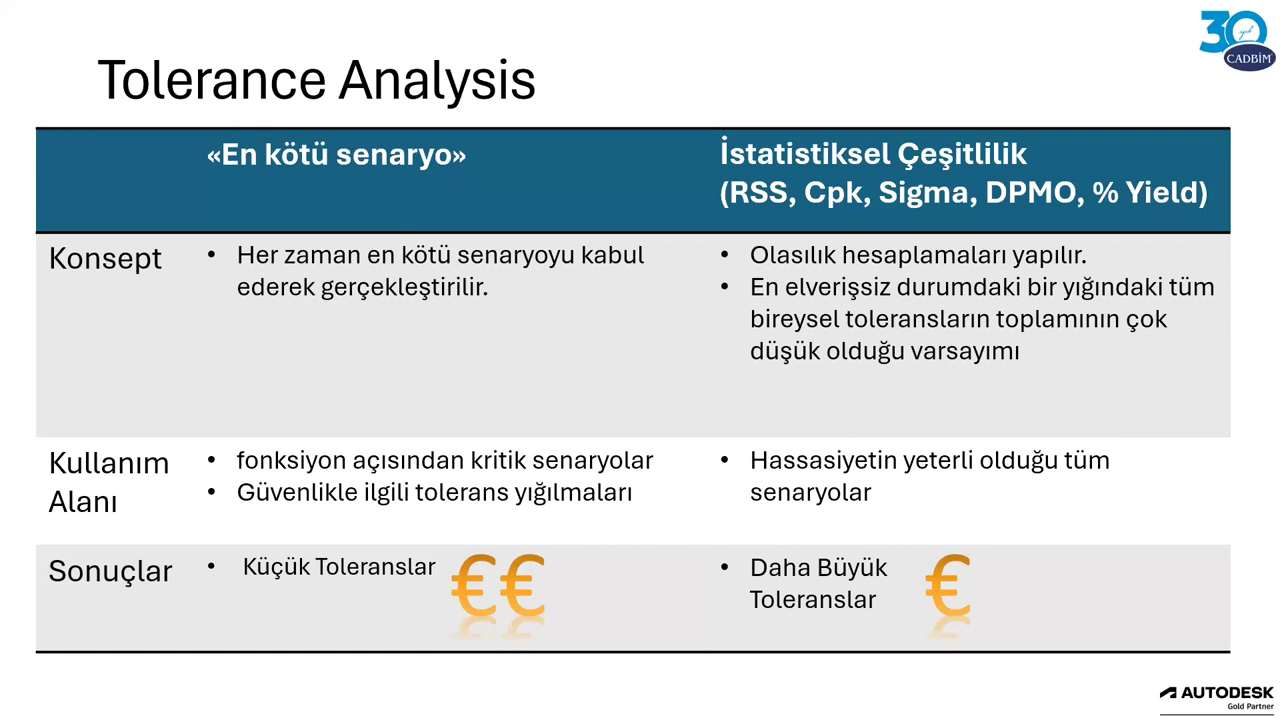 30
yıl
CADBİM
Tolerance Analysis
«En kötü senaryo»
İstatistiksel Çeşitlilik
(RSS, Cpk, Sigma, DPMO, % Yield)
Konsept
• Her zaman en kötü senaryoyu kabul
ederek gerçekleştirilir.
• Olasılık hesaplamaları yapılır.
• En elverişsiz durumdaki bir yığındaki tüm
bireysel toleransların toplamının çok
düşük olduğu varsayımı
Kullanım
Alanı
• fonksiyon açısından kritik senaryolar
• Güvenlikle ilgili tolerans yığılmaları
• Hassasiyetin yeterli olduğu tüm
senaryolar
Sonuçlar
• Küçük Toleranslar
€€
• Daha Büyük
Toleranslar
€
AUTODESK
Gold Partner